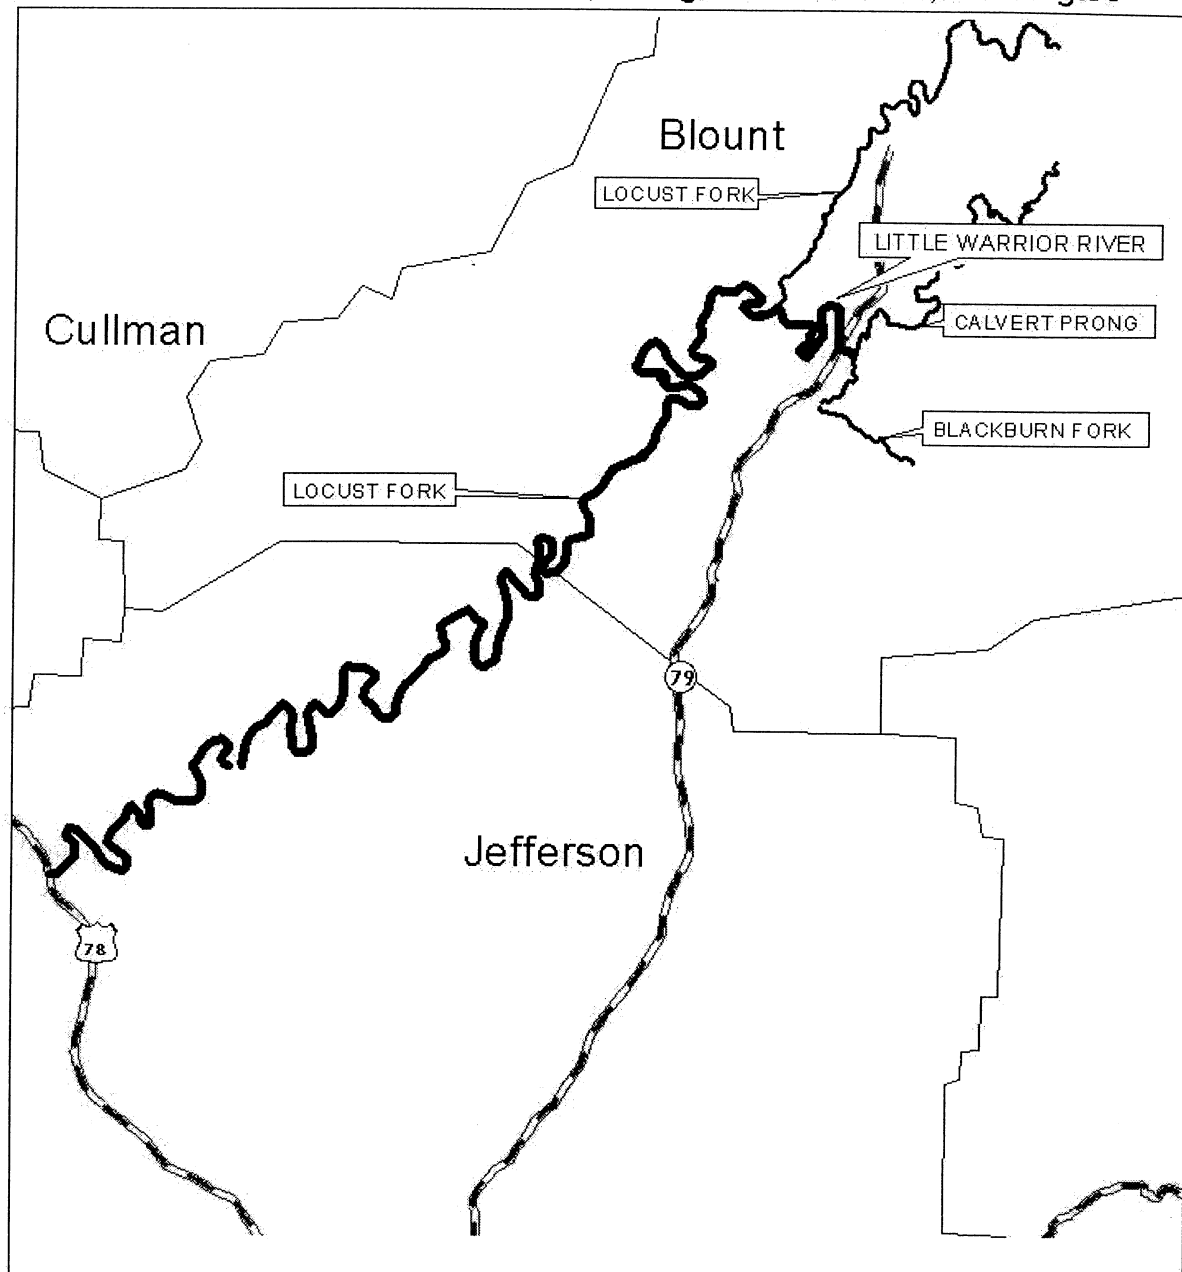 Blount
LOCUST FORK
LITTLE WARRIOR RIVER
Cullman
CALVERT PRONG
BLACKBURN FORK
LOCUST FORK
79
Jefferson
78